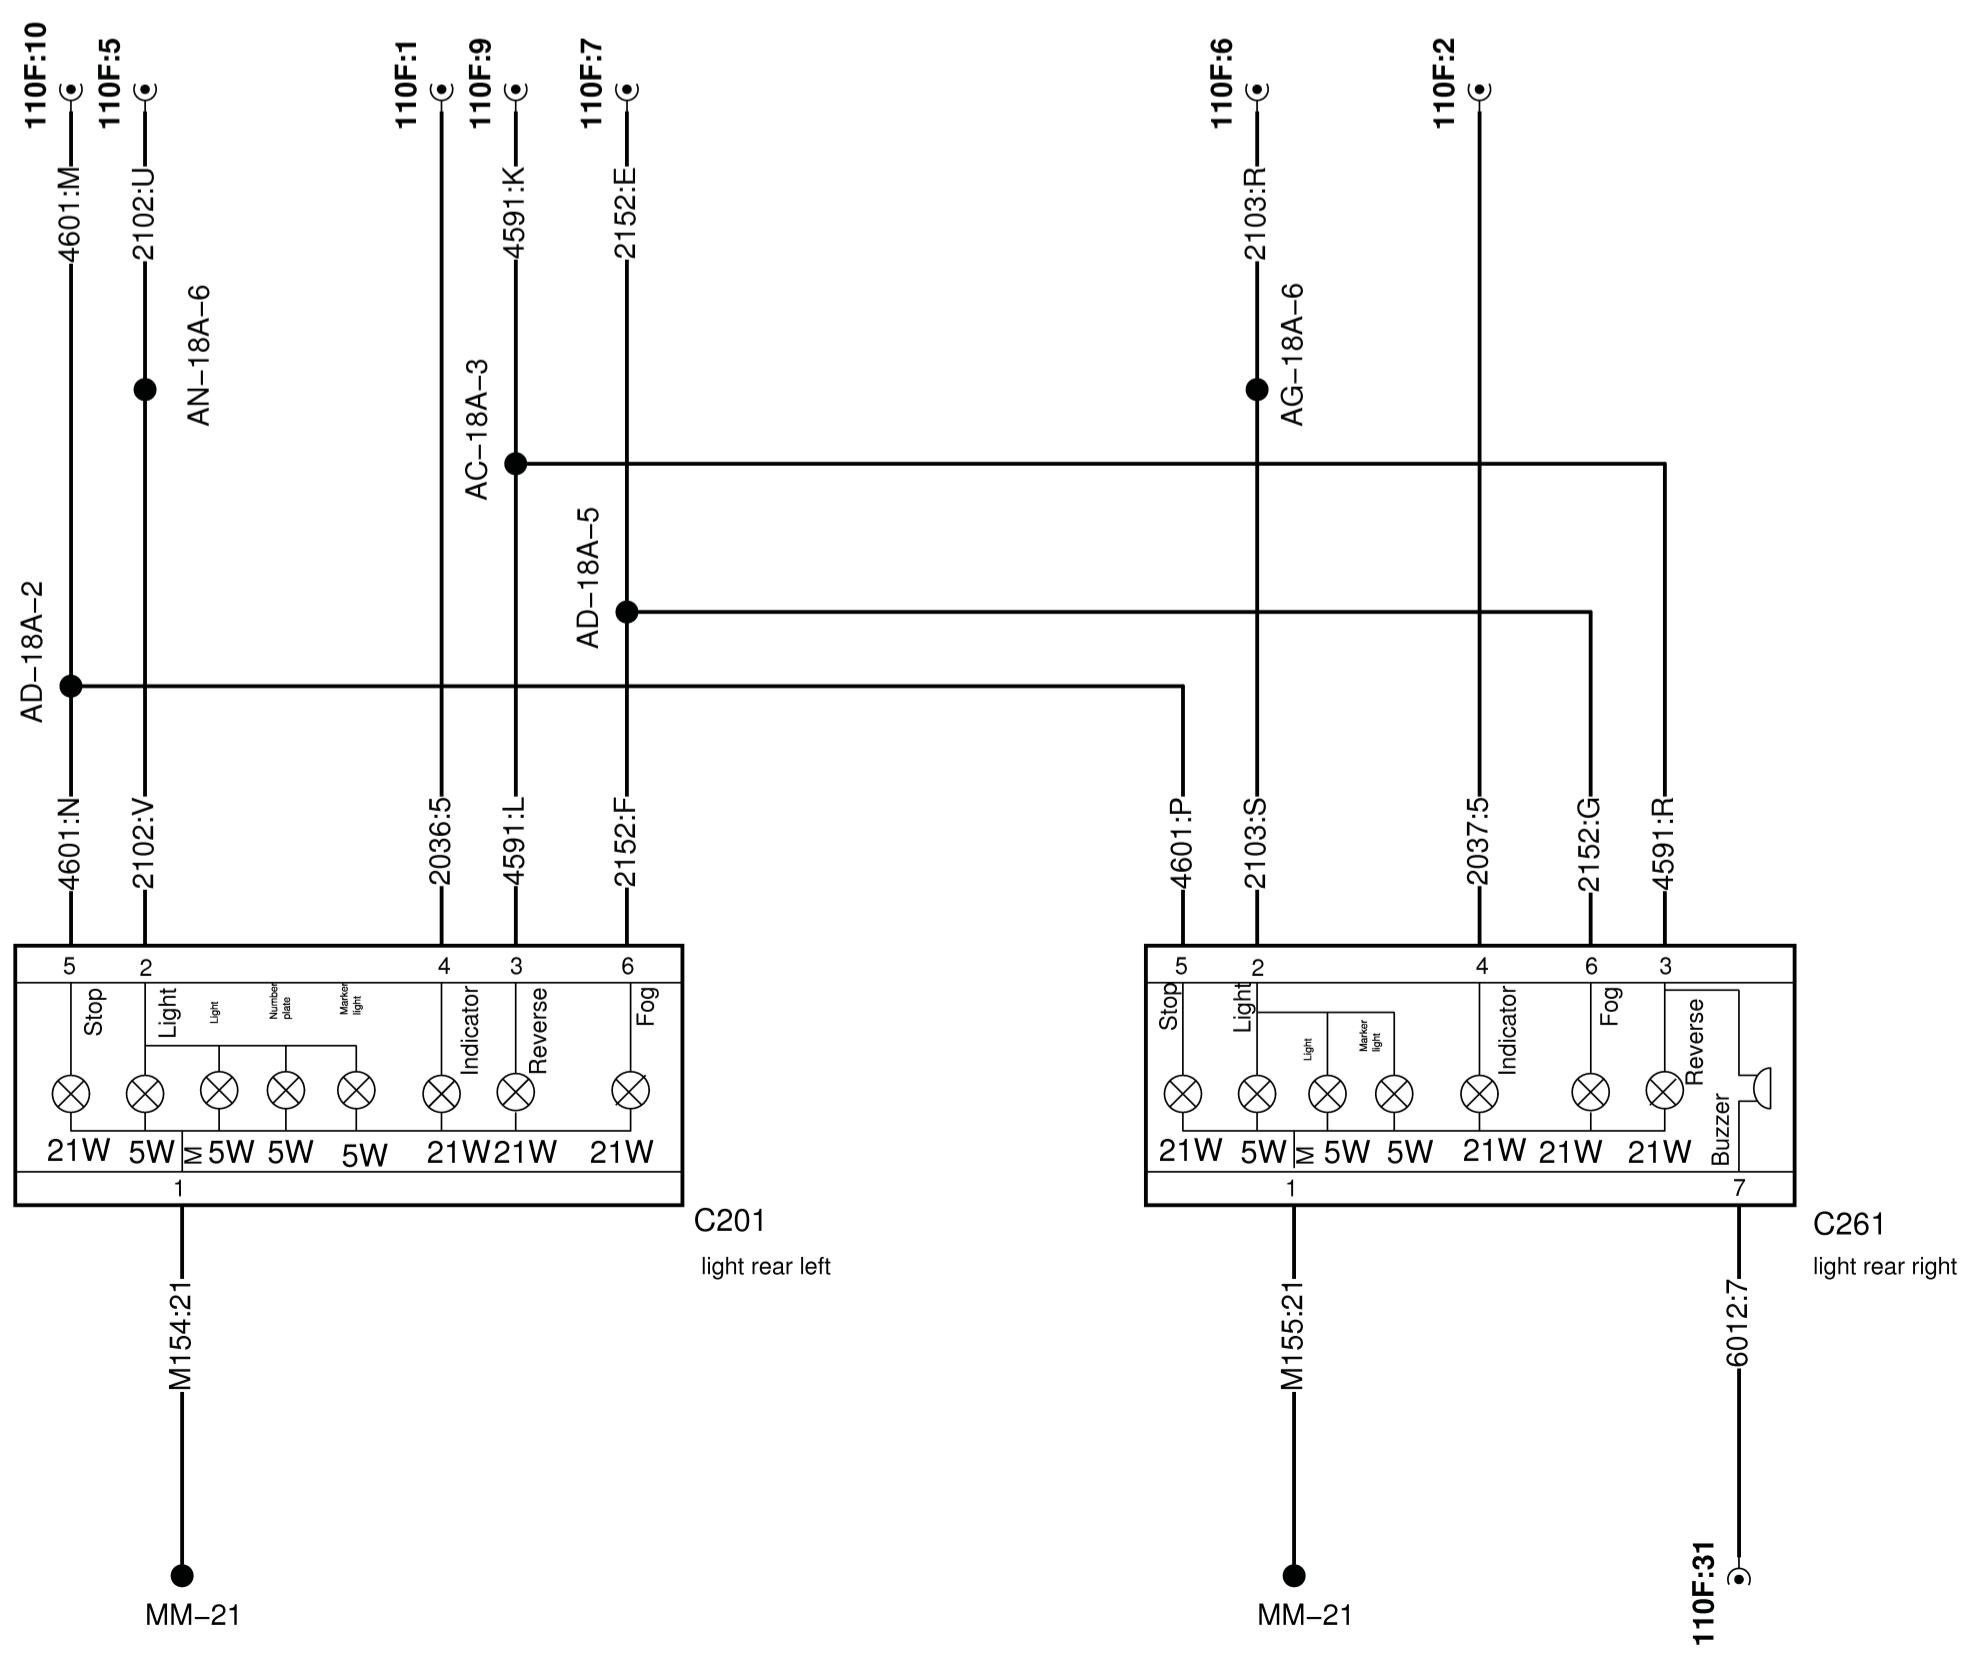 110F:10
110F:5
110F:1
110F:9
110F:7
110F:6
110F:2
4601:M
2102:U
4591:K
2152:E
2103:R
AN–18A–6
AG–18A–6
AC–18A–3
AD–18A–5
AD–18A–2
4601:N
2102:V
2036:5
4591:L
2152:F
4601:P
2103:S
2037:5
2152:G
4591:R
5 2 4 3 6
Stop
Light
Light
Number
plate
Marker
light
Indicator
Reverse
Fog
21W 5W M 5W 5W 5W 21W 21W 21W
1
C201
light rear left
5 2 4 6 3
Stop
Light
Light
Marker
light
Indicator
Fog
Reverse
Buzzer
21W 5W M 5W 5W 21W 21W 21W
1 7
C261
light rear right
M154:21
M155:21
6012:7
MM–21
MM–21
110F:31